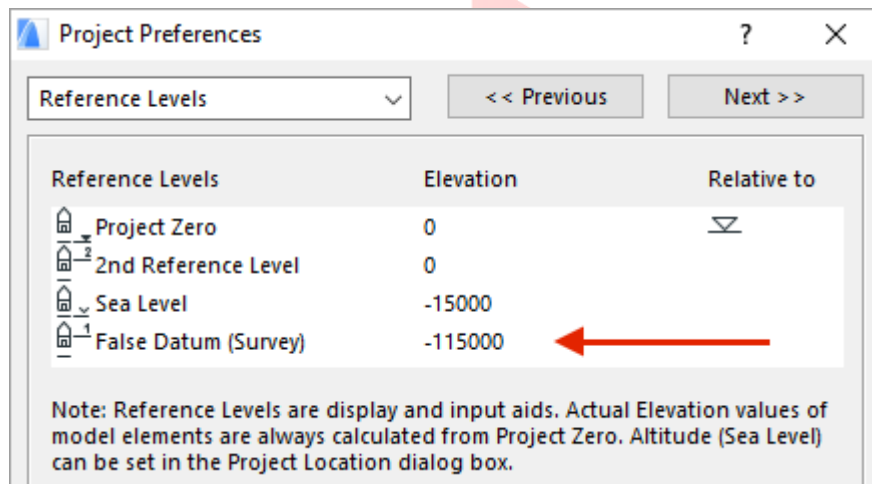 Project Preferences ?
Reference Levels << Previous Next >>
Reference Levels Elevation Relative to
Project Zero 0
2 2nd Reference Level 0
Sea Level -15000
1 False Datum (Survey) -115000
Note: Reference Levels are display and input aids. Actual Elevation values of
model elements are always calculated from Project Zero. Altitude (Sea Level)
can be set in the Project Location dialog box.